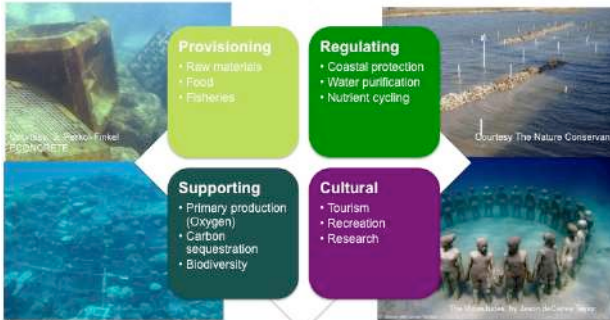 Provisioning
• Raw materials
• Food
• Fisheries
Regulating
• Coastal protection
• Water purification
• Nutrient cycling
Courtesy The Nature Conservan
Supporting
• Primary production
(Oxygen)
• Carbon
sequestration
• Biodiversity
Cultural
• Tourism
• Recreation
• Research